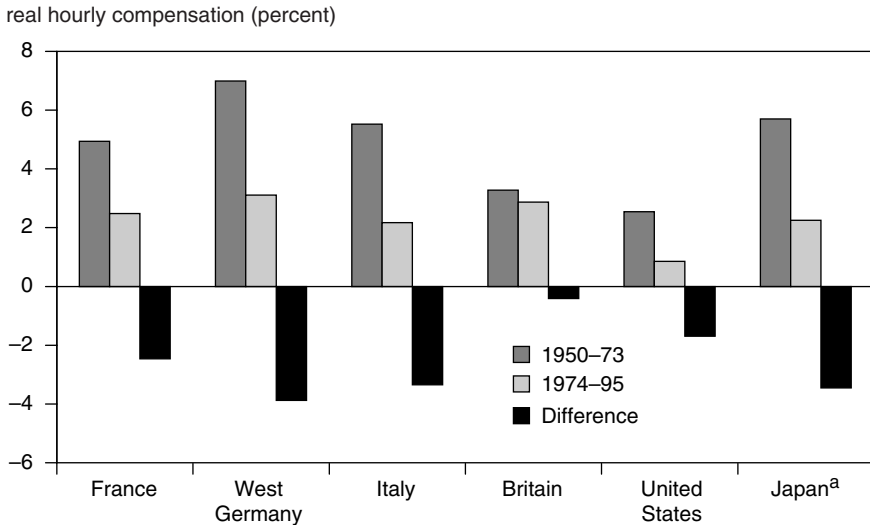 real hourly compensation (percent)
8
6
4
2
0
–2
–4
–6
1950–73
1974–95
Difference
France
West
Germany
Italy
Britain
United
States
Japanª